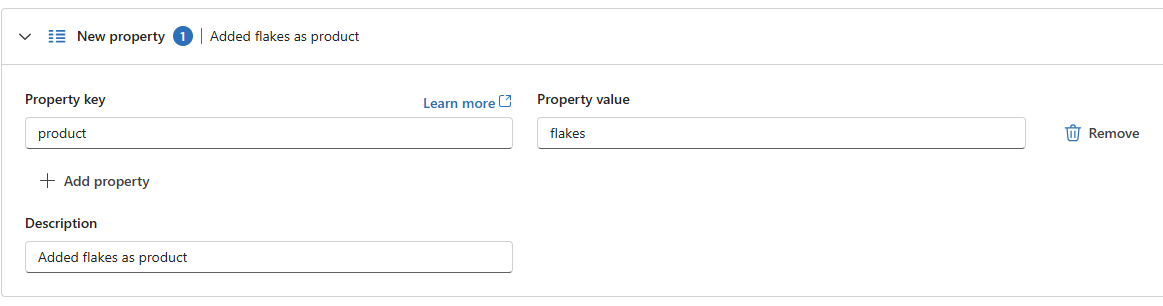 New property 1 | Added flakes as product
Property key Learn more Property value
product flakes Remove
Add property
Description
Added flakes as product